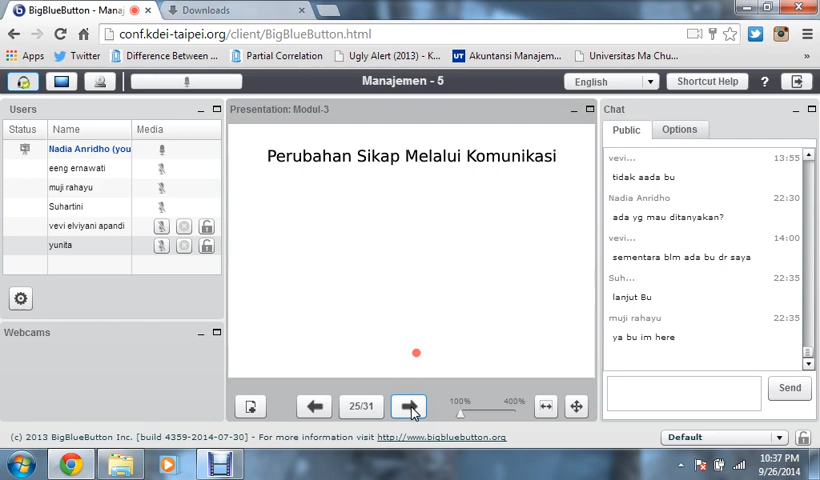 BigBlueButton - Manaj
Downloads
conf.kdei-taipei.org/client/BigBlueButton.html
Apps
Twitter
Difference Between ...
Partial Correlation
Ugly Alert (2013) - K...
UT
Akuntansi Manajem...
Universitas Ma Chu...
Manajemen - 5
English
Shortcut Help
?
Users
Status
Name
Media
Nadia Anridho (you
eeng ernawati
muji rahayu
Suhartini
vevi elviyani apandi
yunita
Webcams
Presentation: Modul-3
Perubahan Sikap Melalui Komunikasi
25/31
100%
400%
Chat
Public
Options
vevi...
13:55
tidak aada bu
Nadia Anridho
22:30
ada yg mau ditanyakan?
vevi...
14:00
sementara blm ada bu dr saya
Suh...
22:35
lanjut Bu
muji rahayu
22:35
ya bu im here
Send
(c) 2013 BigBlueButton Inc. [build 4359-2014-07-30] - For more information visit http://www.bigbluebutton.org
Default
10:37 PM
9/26/2014